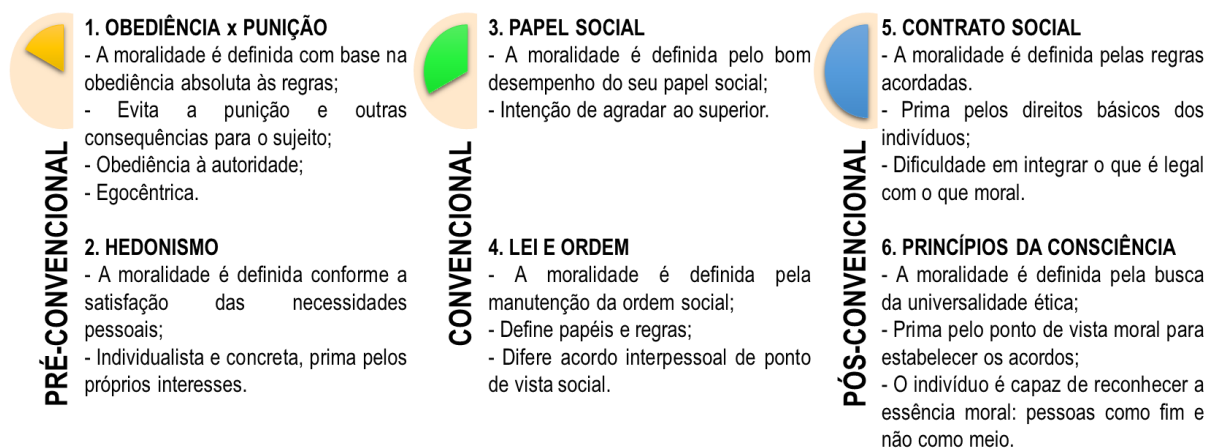 PRÉ-CONVENCIONAL
1. OBEDIÊNCIA x PUNIÇÃO
- A moralidade é definida com base na
obediência absoluta às regras;
- Evita a punição e outras
consequências para o sujeito;
- Obediência à autoridade;
- Egocêntrica.
2. HEDONISMO
- A moralidade é definida conforme a
satisfação das necessidades
pessoais;
- Individualista e concreta, prima pelos
próprios interesses.
CONVENCIONAL
3. PAPEL SOCIAL
- A moralidade é definida pelo bom
desempenho do seu papel social;
- Intenção de agradar ao superior.
4. LEI E ORDEM
- A moralidade é definida pela
manutenção da ordem social;
- Define papéis e regras;
- Difere acordo interpessoal de ponto
de vista social.
PÓS-CONVENCIONAL
5. CONTRATO SOCIAL
- A moralidade é definida pelas regras
acordadas.
- Prima pelos direitos básicos dos
indivíduos;
- Dificuldade em integrar o que é legal
com o que moral.
6. PRINCÍPIOS DA CONSCIÊNCIA
- A moralidade é definida pela busca
da universalidade ética;
- Prima pelo ponto de vista moral para
estabelecer os acordos;
- O indivíduo é capaz de reconhecer a
essência moral: pessoas como fim e
não como meio.